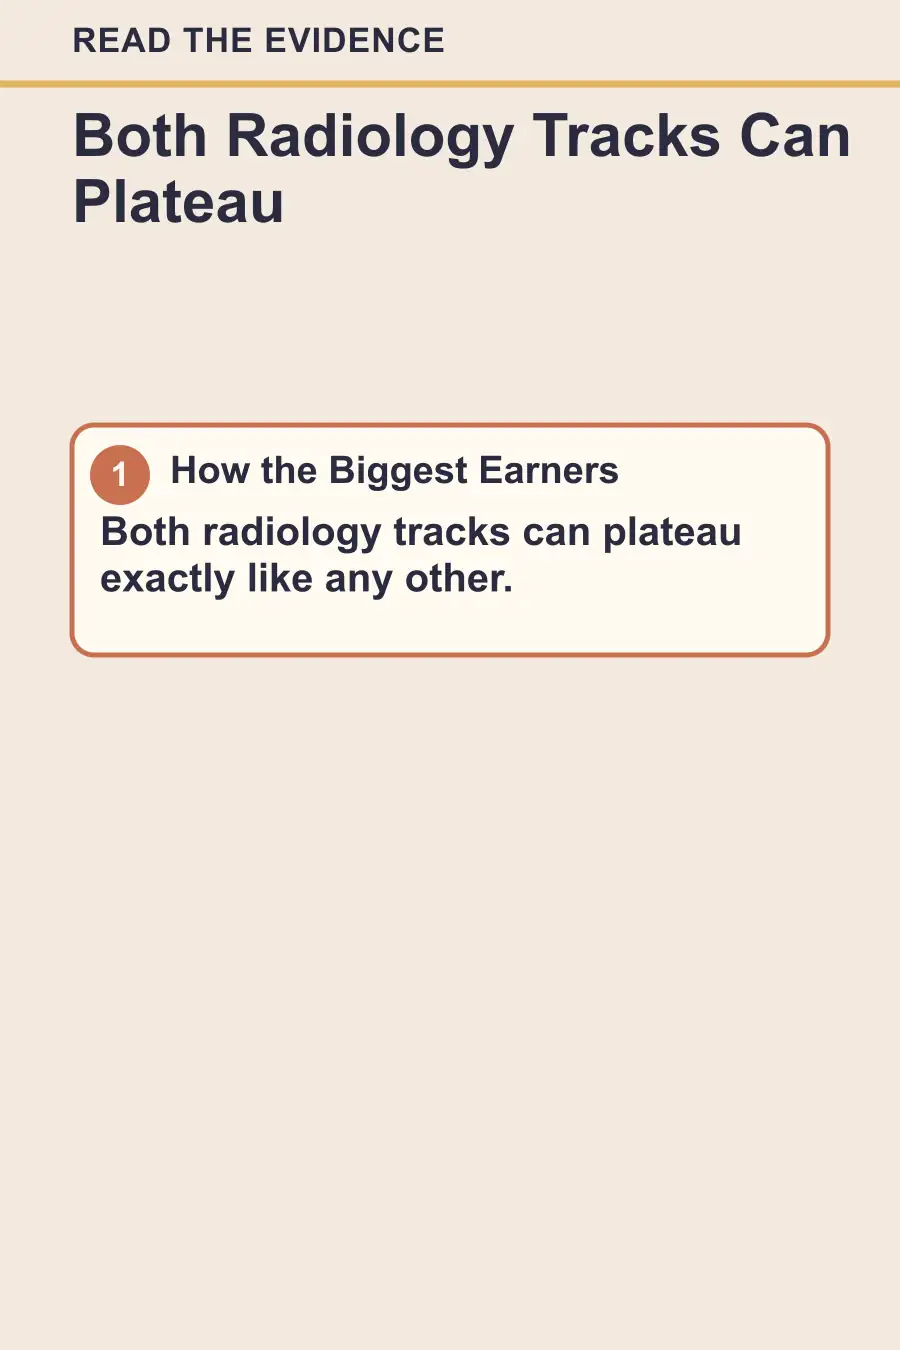 READ THE EVIDENCE
Both Radiology Tracks Can
Plateau
1 How the Biggest Earners
Both radiology tracks can plateau
exactly like any other.